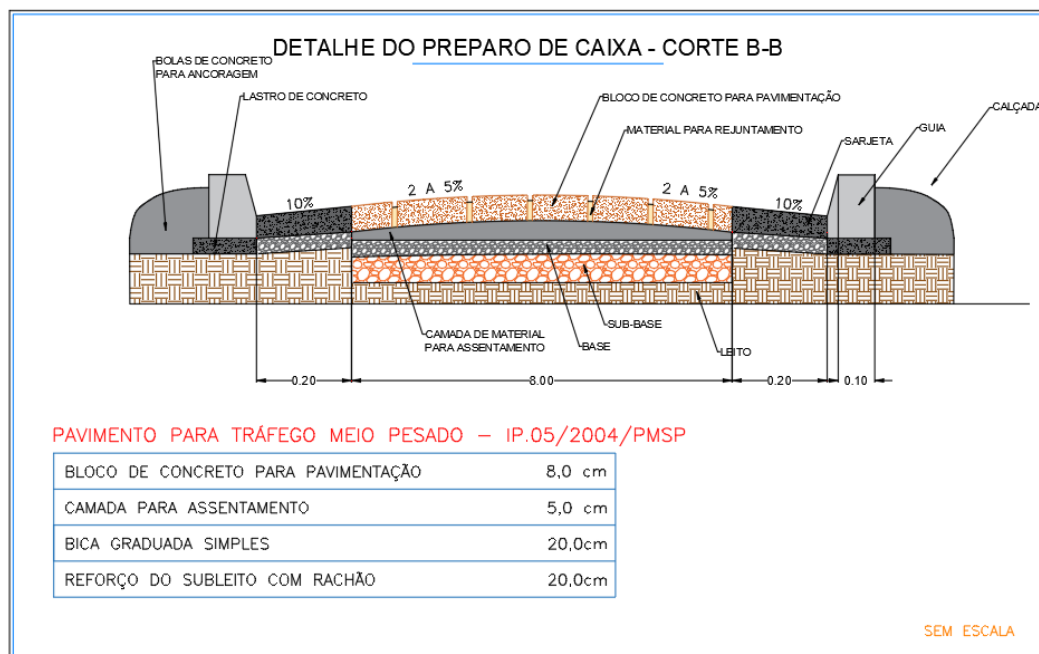 DETALHE DO PREPARO DE CAIXA - CORTE B-B
BOLAS DE CONCRETO
PARA ANCORAGEM
LASTRO DE CONCRETO
BLOCO DE CONCRETO PARA PAVIMENTAÇÃO
MATERIAL PARA REJUNTAMENTO
SARJETA
GUIA
CALÇADA
10%
2 A 5%
2 A 5%
10%
CAMADA DE MATERIAL
PARA ASSENTAMENTO
BASE
SUB-BASE
LEITO
0.20
8.00
0.20
0.10
PAVIMENTO PARA TRÁFEGO MEIO PESADO – IP.05/2004/PMSP
BLOCO DE CONCRETO PARA PAVIMENTAÇÃO 8,0 cm
CAMADA PARA ASSENTAMENTO 5,0 cm
BICA GRADUADA SIMPLES 20,0cm
REFORÇO DO SUBLEITO COM RACHÃO 20,0cm
SEM ESCALA